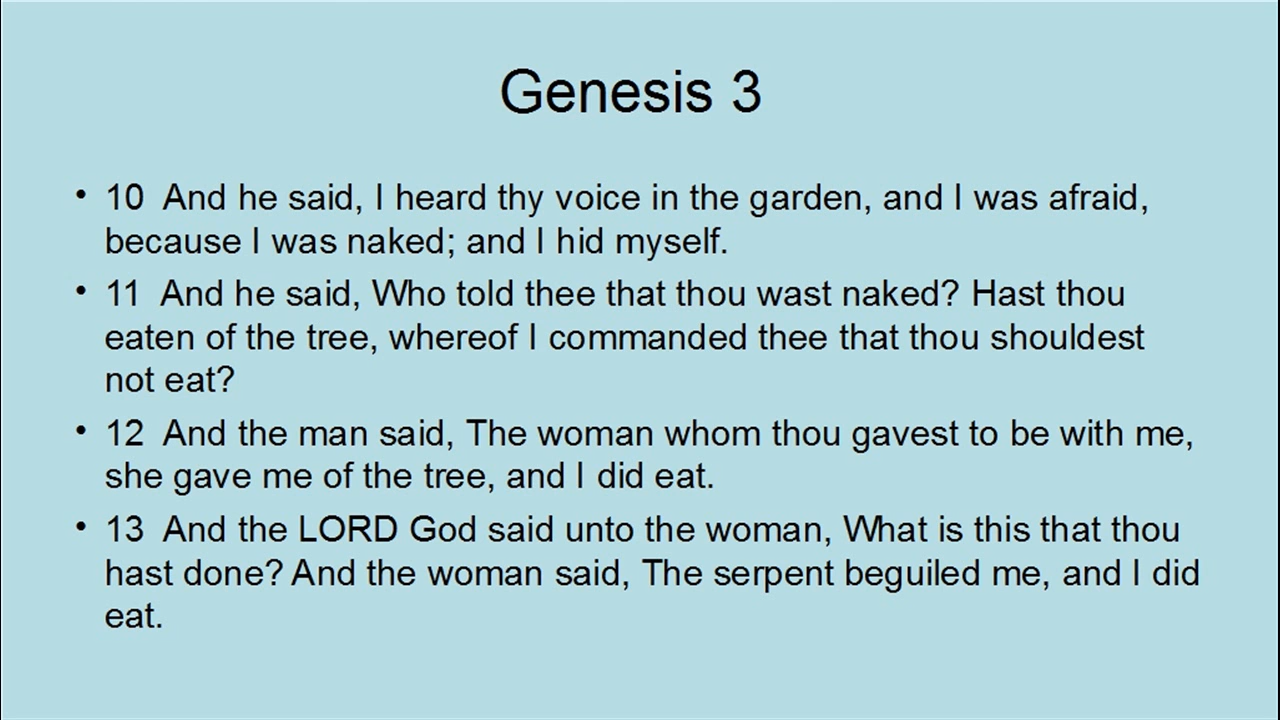 Genesis 3
• 10  And he said, I heard thy voice in the garden, and I was afraid,
because I was naked; and I hid myself.
• 11  And he said, Who told thee that thou wast naked? Hast thou
eaten of the tree, whereof I commanded thee that thou shouldest
not eat?
• 12  And the man said, The woman whom thou gavest to be with me,
she gave me of the tree, and I did eat.
• 13  And the LORD God said unto the woman, What is this that thou
hast done? And the woman said, The serpent beguiled me, and I did
eat.